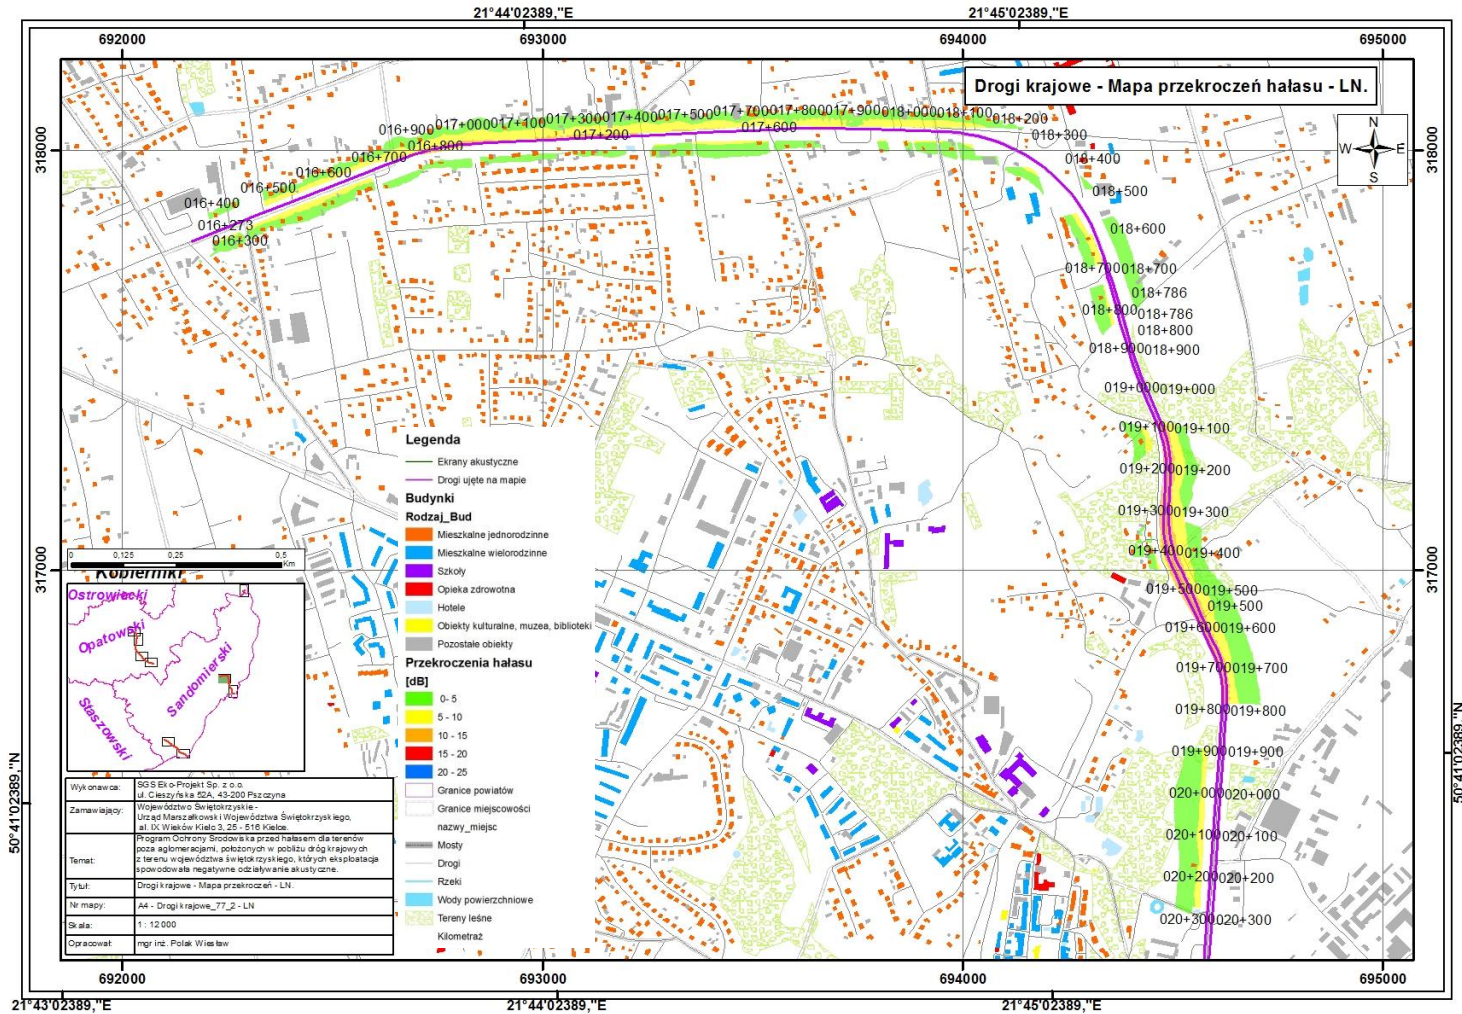 21°44'02389,"E
21°45'02389,"E
692000
693000
694000
695000
Drogi krajowe - Mapa przekroczeń hałasu - LN.
N
W E
S
318000
318000
317000
317000
50°41'02389,"N
50°41'02389,"N
016+273
016+300
016+400
016+500
016+600
016+700
016+800
016+900
017+000
017+100
017+200
017+300
017+400
017+500
017+600
017+700
017+800
017+900
018+000
018+100
018+200
018+300
018+400
018+500
018+600
018+700
018+700
018+786
018+786
018+800
018+800
018+900
018+900
019+000
019+000
019+100
019+100
019+200
019+200
019+300
019+300
019+400
019+400
019+500
019+500
019+500
019+600
019+600
019+700
019+700
019+800
019+800
019+900
019+900
020+000
020+000
020+100
020+100
020+200
020+200
020+300
020+300
Legenda
Ekrany akustyczne
Drogi ujęte na mapie
Budynki
Rodzaj_Bud
Mieszkalne jednorodzinne
Mieszkalne wielorodzinne
Szkoły
Opieka zdrowotna
Hotele
Obiekty kulturalne, muzea, biblioteki
Pozostałe obiekty
Przekroczenia hałasu
[dB]
0- 5
5 - 10
10 - 15
15 - 20
20 - 25
Granice powiatów
Granice miejscowości
nazwy_miejsc
Mosty
Drogi
Rzeki
Wody powierzchniowe
Tereny leśne
Kilometraż
0 0,125 0,25 0,5
Km
Kobierniki
Ostrowiecki
Opatowski
Sandomierski
Staszowski
Wykonawca: SGS Eko-Projekt Sp. z o.o.
ul. Cieszyńska 52A, 43-200 Pszczyna
Zamawiający: Województwo Świętokrzyskie -
Urząd Marszałkowski Województwa Świętokrzyskiego,
al. IX Wieków Kielc 3, 25 - 516 Kielce.
Temat: Program Ochrony Środowiska przed hałasem dla terenów
poza aglomeracjami, położonych w pobliżu dróg krajowych
z terenu województwa świętokrzyskiego, których eksploatacja
spowodowała negatywne oddziaływanie akustyczne.
Tytuł: Drogi krajowe - Mapa przekroczeń - LN.
Nr mapy: A4 - Drogi krajowe_77_2 - LN
Skala: 1 : 12 000
Opracował: mgr inż. Polak Wiesław
692000
693000
694000
695000
21°43'02389,"E
21°44'02389,"E
21°45'02389,"E